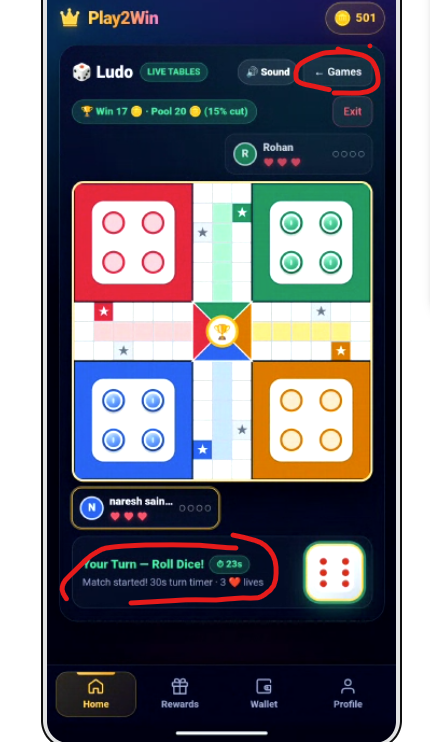 Play2Win
501
Ludo
LIVE TABLES
Sound
← Games
Win 17 · Pool 20 (15% cut)
Exit
R
Rohan
N
naresh sain...
Your Turn — Roll Dice!
23s
Match started! 30s turn timer · 3 ❤️ lives
Home
Rewards
Wallet
Profile